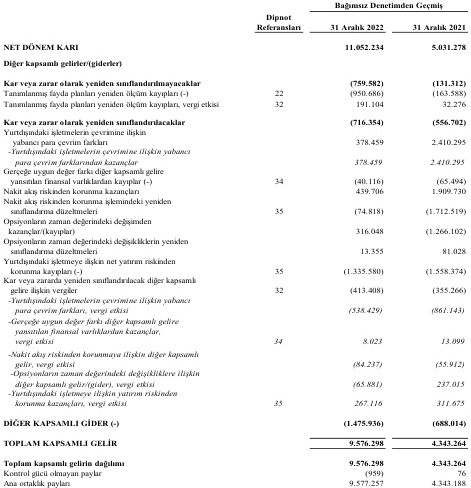 Bağımsız Denetimden Geçmiş
Dipnot
Referansları 31 Aralık 2022 31 Aralık 2021
NET DÖNEM KARI 11.052.234 5.031.278
Diğer kapsamlı gelirler/(giderler)
Kar veya zarar olarak yeniden sınıflandırılmayacaklar (759.582) (131.312)
Tanımlanmış fayda planları yeniden ölçüm kayıpları (-) 22 (950.686) (163.588)
Tanımlanmış fayda planları yeniden ölçüm kayıpları, vergi etkisi 32 191.104 32.276
Kar veya zarar olarak yeniden sınıflandırılacaklar (716.354) (556.702)
Yurtdışındaki işletmelerin çevrimine ilişkin
yabancı para çevrim farkları 378.459 2.410.295
-Yurtdışındaki işletmelerin çevrimine ilişkin yabancı
para çevrim farklarından kazançlar 378.459 2.410.295
Gerçeğe uygun değer farkı diğer kapsamlı gelire
yansıtılan finansal varlıklardan kayıplar (-) 34 (40.116) (65.494)
Nakit akış riskinden korunma kazançları 439.706 1.909.730
Nakit akış riskinden korunma işlemindeki yeniden
sınıflandırma düzeltmeleri 35 (74.818) (1.712.519)
Opsiyonların zaman değerindeki değişimden
kazançlar/(kayıplar) 316.048 (1.266.102)
Opsiyonların zaman değerindeki değişikliklerin yeniden
sınıflandırma düzeltmeleri 13.355 81.028
Yurtdışındaki işletmeye ilişkin net yatırım riskinden
korunma kayıpları (-) 35 (1.335.580) (1.558.374)
Kar veya zararda yeniden sınıflandırılacak diğer kapsamlı
gelire ilişkin vergiler 32 (413.408) (355.266)
-Yurtdışındaki işletmelerin çevrimine ilişkin yabancı
para çevrim farkları, vergi etkisi (538.429) (861.143)
-Gerçeğe uygun değer farkı diğer kapsamlı gelire
yansıtılan finansal varlıklardan kazançlar,
vergi etkisi 34 8.023 13.099
-Nakit akış riskinden korunmaya ilişkin diğer kapsamlı
gelir, vergi etkisi (84.237) (55.912)
-Opsiyonların zaman değerindeki değişikliklere ilişkin
diğer kapsamlı gelir/(gider), vergi etkisi (65.881) 237.015
-Yurtdışındaki işletmeye ilişkin yatırım riskinden
korunma kazançları, vergi etkisi 35 267.116 311.675
DİĞER KAPSAMLI GİDER (-) (1.475.936) (688.014)
TOPLAM KAPSAMLI GELİR 9.576.298 4.343.264
Toplam kapsamlı gelirin dağılımı 9.576.298 4.343.264
Kontrol gücü olmayan paylar (959) 76
Ana ortaklık payları 9.577.257 4.343.188